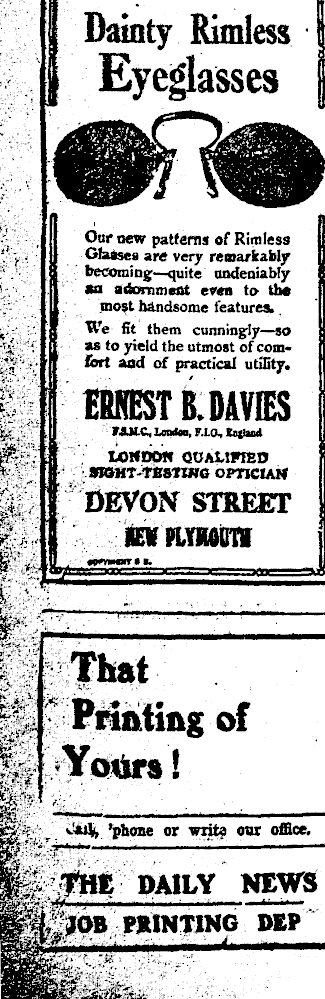 Dainty Rimless
Eyeglasses
Our new patterns of Rimless
Glasses are very remarkably
becoming—quite undeniably
an adornment even to the
most handsome features.
We fit them cunningly—so
as to yield the utmost of com-
fort and of practical utility.
ERNEST B. DAVIES
F.S.M.C., London, F.I.O., England
LONDON QUALIFIED
SIGHT-TESTING OPTICIAN
DEVON STREET
NEW PLYMOUTH
COPYRIGHT
That
Printing of
Yours!
Call, 'phone or write our office.
THE DAILY NEWS
JOB PRINTING DEP